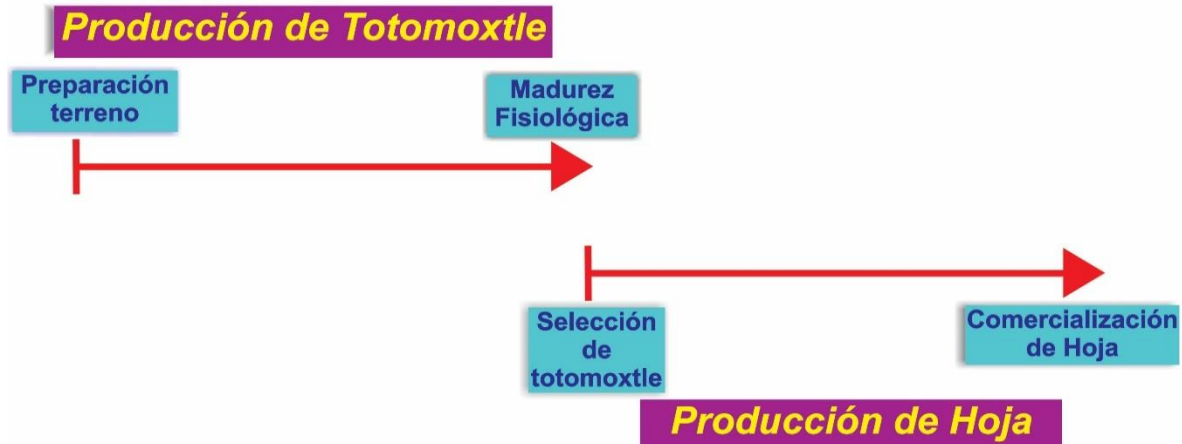 Producción de Totomoxtle
Preparación
terreno
Madurez
Fisiológica
Selección
de
totomoxtle
Comercialización
de Hoja
Producción de Hoja